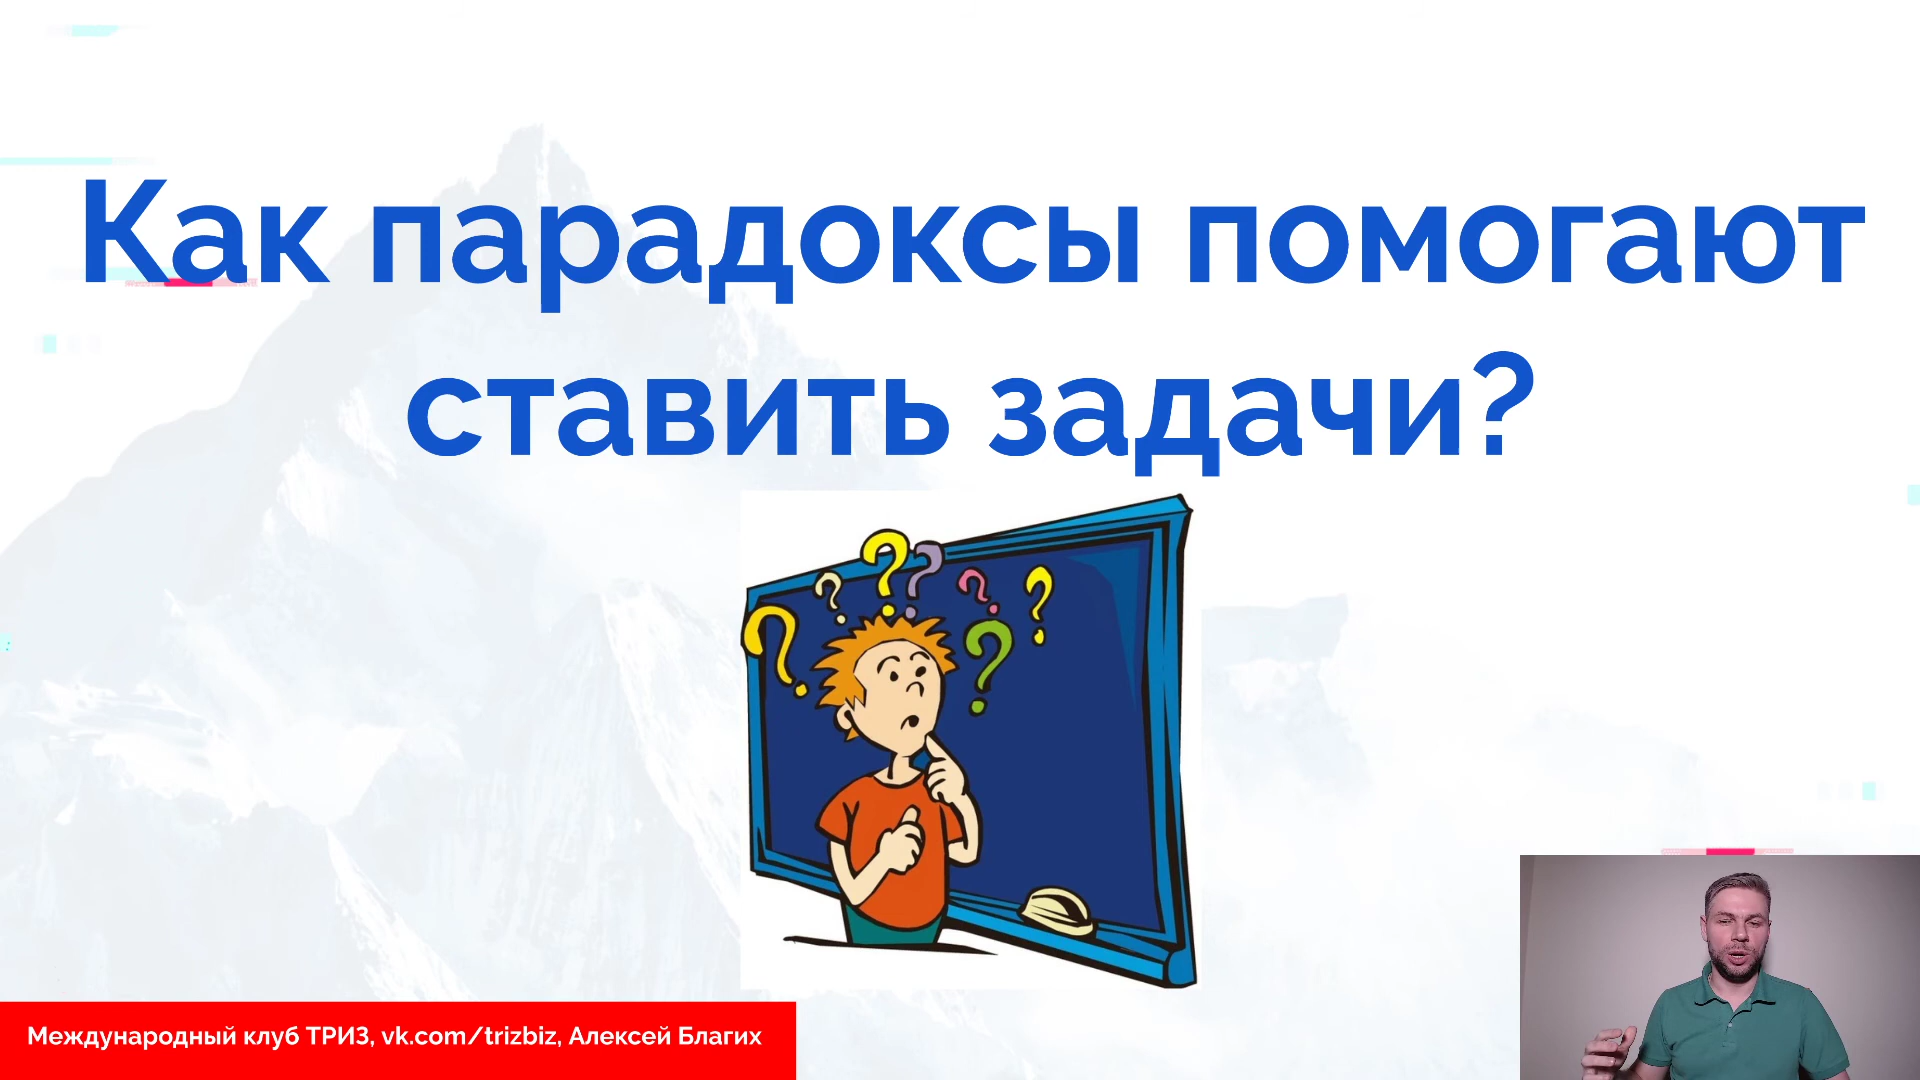 Как парадоксы помогают
ставить задачи?
Международный клуб ТРИЗ, vk.com/trizbiz, Алексей Благих